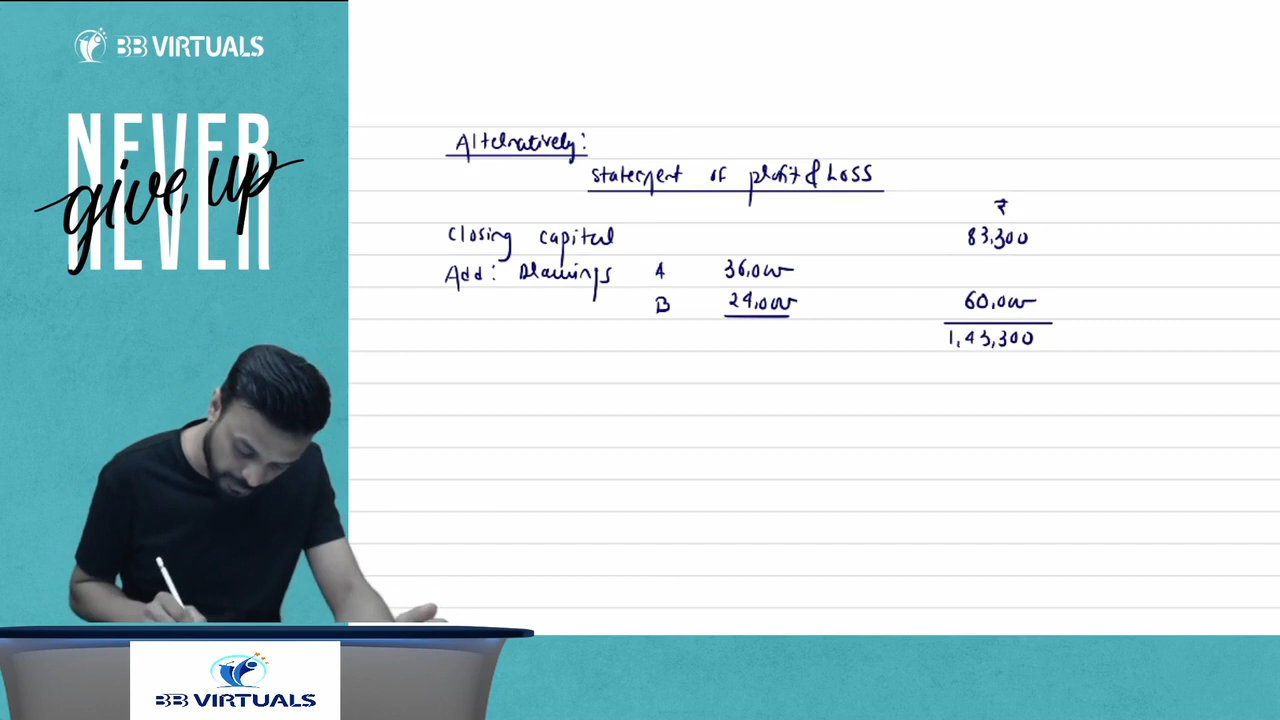 BB VIRTUALS
NEVER
give up
NEVER
Alternatively:
Statement of Profit & Loss
₹
Closing Capital 83,300
Add: Drawings A 36,000
B 24,000 60,000
1,43,300
BB VIRTUALS